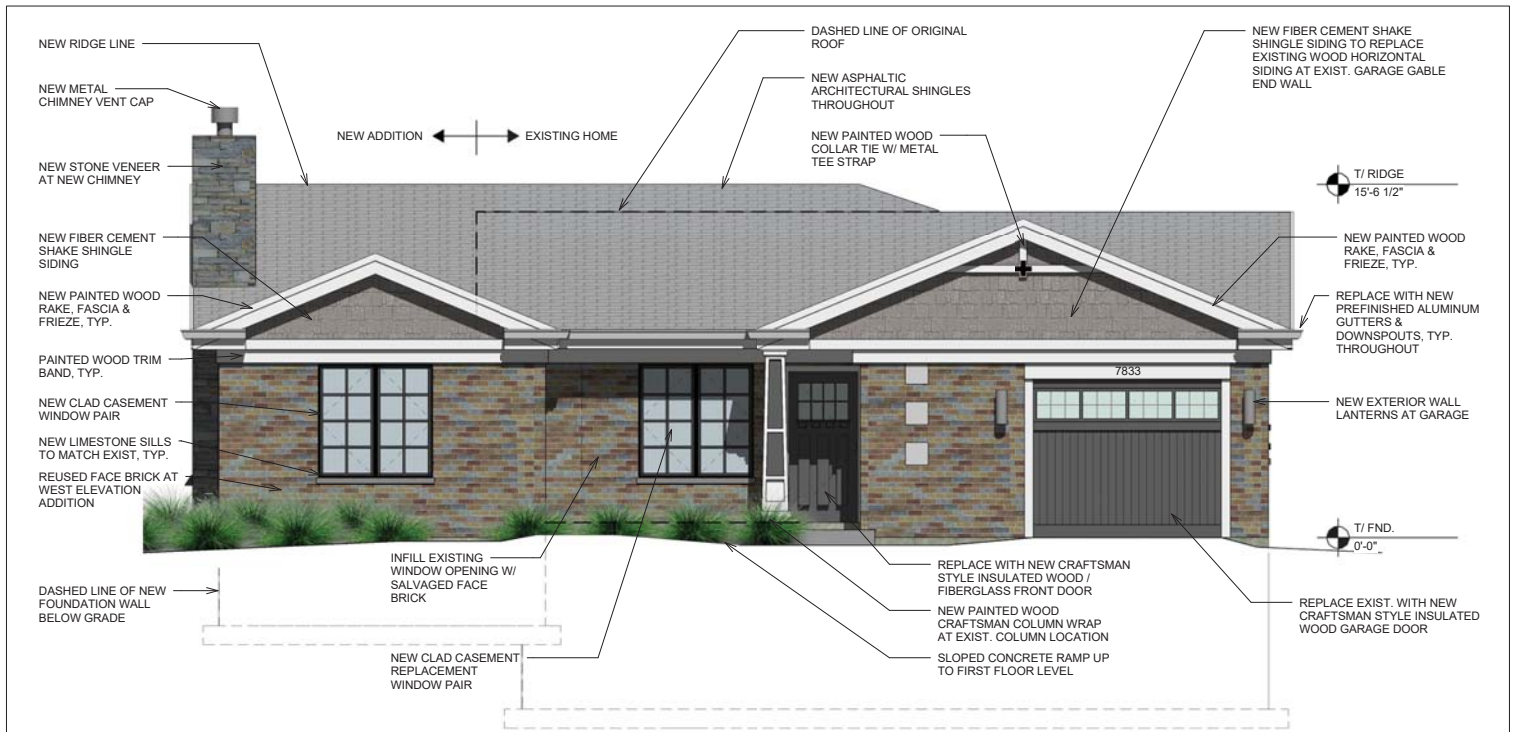 NEW RIDGE LINE
NEW METAL
CHIMNEY VENT CAP
NEW STONE VENEER
AT NEW CHIMNEY
NEW FIBER CEMENT
SHAKE SHINGLE
SIDING
NEW PAINTED WOOD
RAKE, FASCIA &
FRIEZE, TYP.
PAINTED WOOD TRIM
BAND, TYP.
NEW CLAD CASEMENT
WINDOW PAIR
NEW LIMESTONE SILLS
TO MATCH EXIST, TYP.
REUSED FACE BRICK AT
WEST ELEVATION
ADDITION
DASHED LINE OF NEW
FOUNDATION WALL
BELOW GRADE
NEW ADDITION
EXISTING HOME
DASHED LINE OF ORIGINAL
ROOF
NEW ASPHALTIC
ARCHITECTURAL SHINGLES
THROUGHOUT
NEW PAINTED WOOD
COLLAR TIE W/ METAL
TEE STRAP
NEW FIBER CEMENT SHAKE
SHINGLE SIDING TO REPLACE
EXISTING WOOD HORIZONTAL
SIDING AT EXIST. GARAGE GABLE
END WALL
T/ RIDGE
15'-6 1/2"
NEW PAINTED WOOD
RAKE, FASCIA &
FRIEZE, TYP.
REPLACE WITH NEW
PREFINISHED ALUMINUM
GUTTERS &
DOWNSPOUTS, TYP.
THROUGHOUT
7833
NEW EXTERIOR WALL
LANTERNS AT GARAGE
T/ FND.
0'-0"
INFILL EXISTING
WINDOW OPENING W/
SALVAGED FACE
BRICK
NEW CLAD CASEMENT
REPLACEMENT
WINDOW PAIR
REPLACE WITH NEW CRAFTSMAN
STYLE INSULATED WOOD /
FIBERGLASS FRONT DOOR
NEW PAINTED WOOD
CRAFTSMAN COLUMN WRAP
AT EXIST. COLUMN LOCATION
SLOPED CONCRETE RAMP UP
TO FIRST FLOOR LEVEL
REPLACE EXIST. WITH NEW
CRAFTSMAN STYLE INSULATED
WOOD GARAGE DOOR